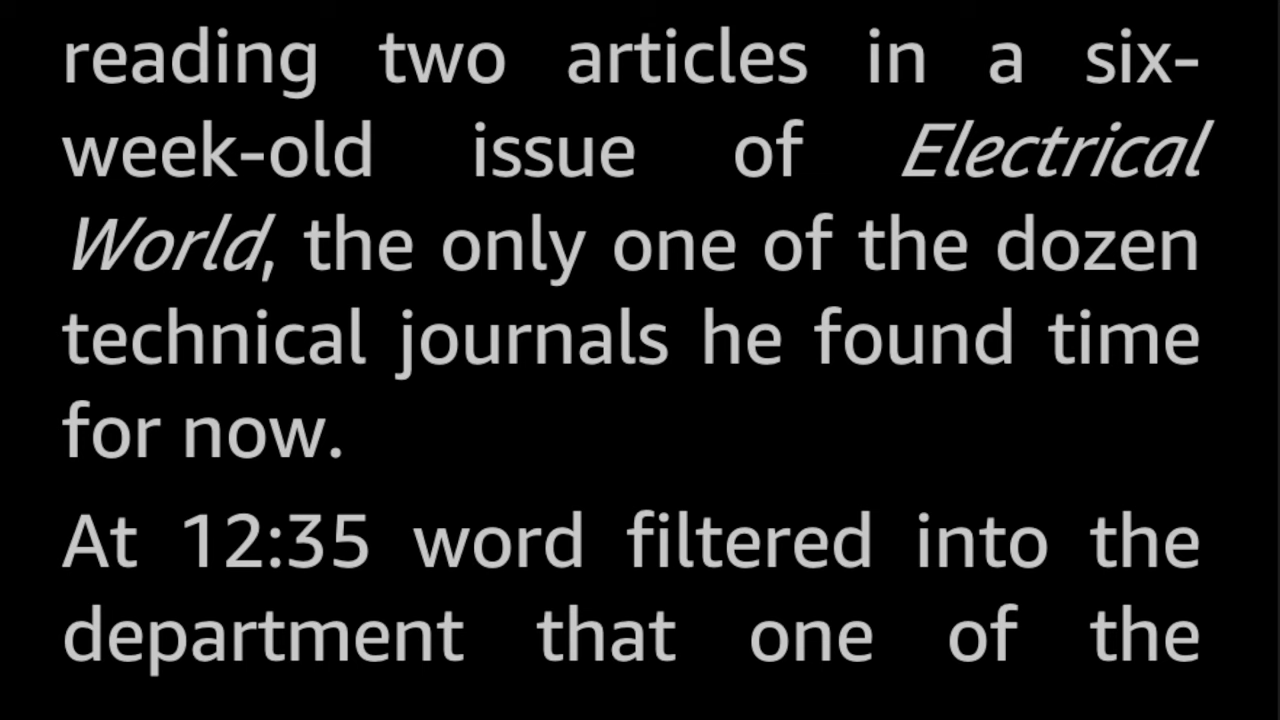 reading two articles in a six-
week-old issue of Electrical
World, the only one of the dozen
technical journals he found time
for now.
At 12:35 word filtered into the
department that one of the